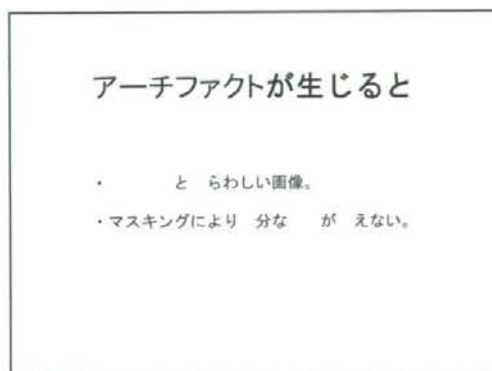 アーチファクトが生じると
・ と らわしい画像。
・マスキングにより 分な が えない。